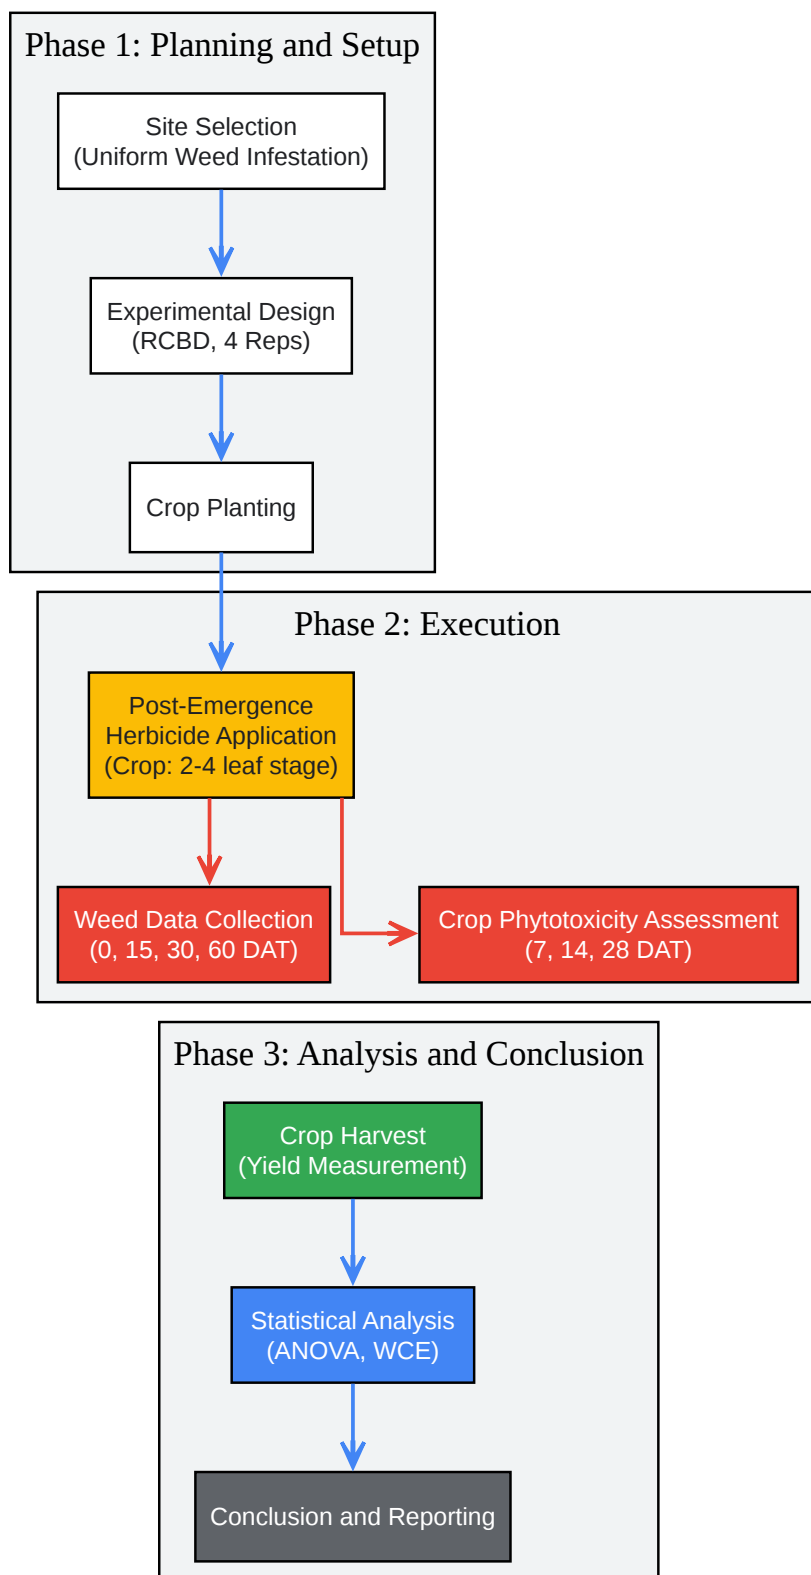 Phase 1: Planning and Setup
Site Selection
(Uniform Weed Infestation)
Experimental Design
(RCBD, 4 Reps)
Crop Planting
Phase 2: Execution
Post-Emergence
Herbicide Application
(Crop: 2-4 leaf stage)
Weed Data Collection
(0, 15, 30, 60 DAT)
Crop Phytotoxicity Assessment
(7, 14, 28 DAT)
Phase 3: Analysis and Conclusion
Crop Harvest
(Yield Measurement)
Statistical Analysis
(ANOVA, WCE)
Conclusion and Reporting